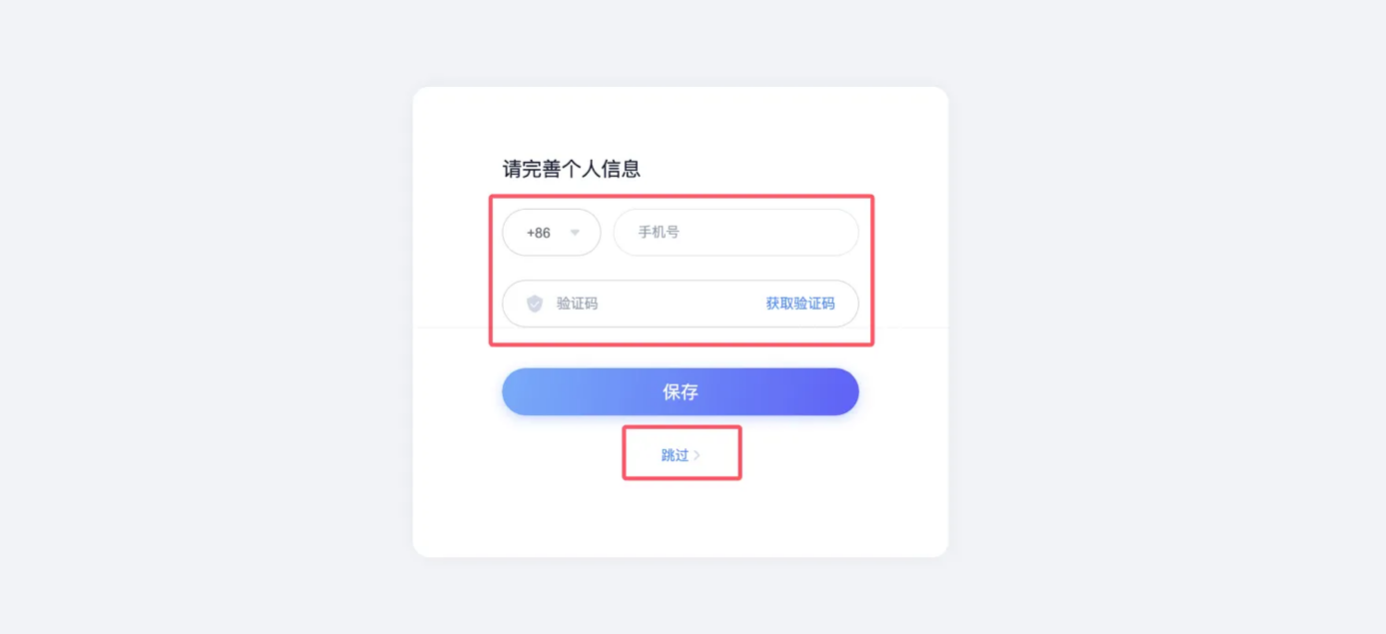 请完善个人信息
+86 手机号
验证码 获取验证码
保存
跳过